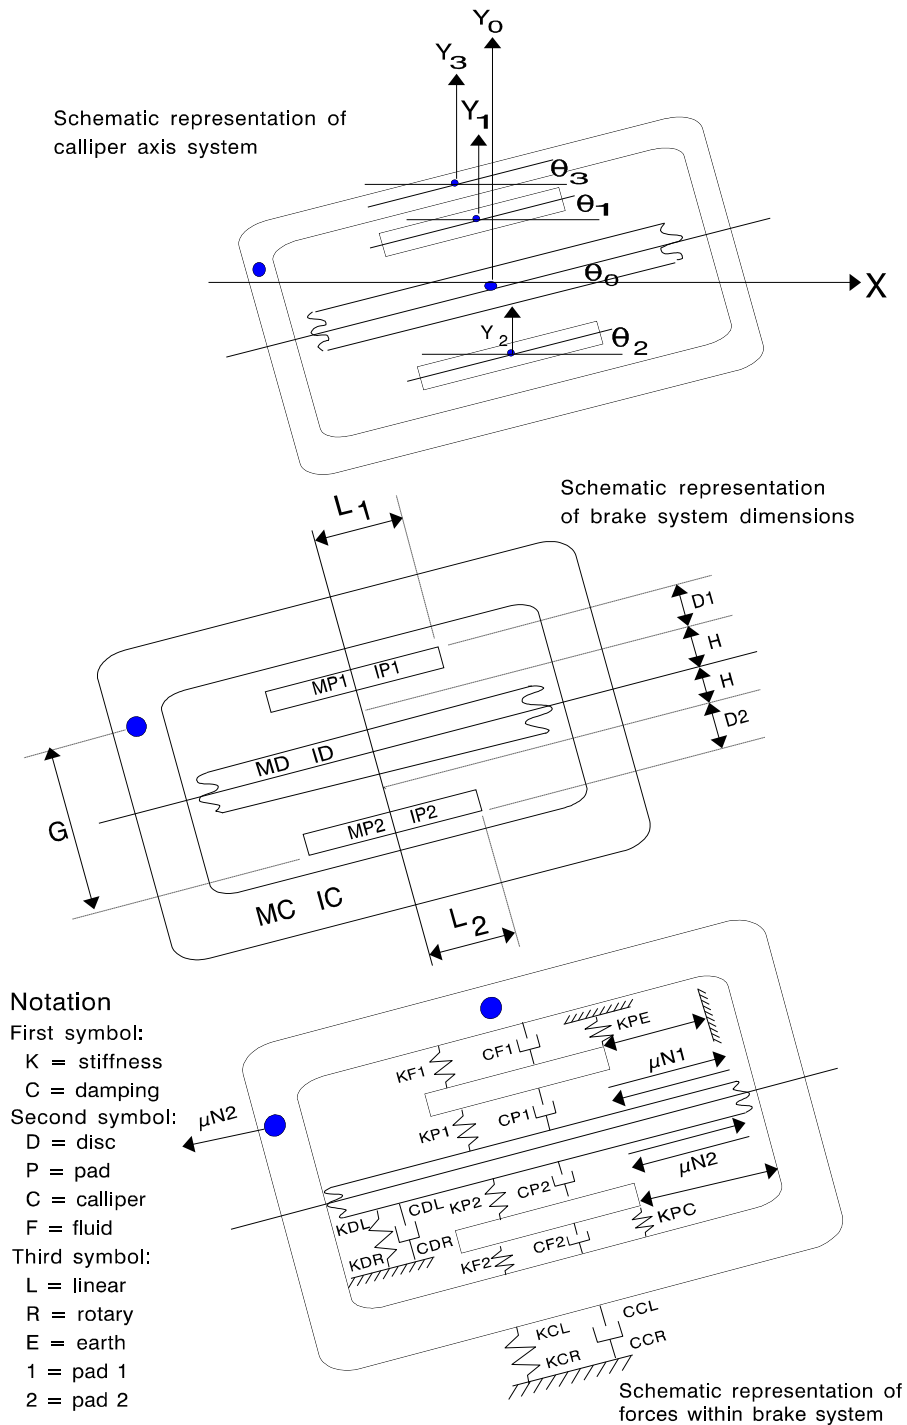 Y0
Y3
Y1
Schematic representation of
calliper axis system
θ3
θ1
θ0
X
Y2
θ2
Schematic representation
of brake system dimensions
L1
D1
H
H
D2
MP1 IP1
MD ID
MP2 IP2
G
MC IC
L2
Notation
First symbol:
K = stiffness
C = damping
Second symbol:
D = disc
P = pad
C = calliper
F = fluid
Third symbol:
L = linear
R = rotary
E = earth
1 = pad 1
2 = pad 2
μN2
KF1
CF1
KPE
μN1
KP1
CP1
μN2
KDL
CDL
KP2
CP2
KPC
KDR
CDR
KF2
CF2
KCL
CCL
KCR
CCR
Schematic representation of
forces within brake system